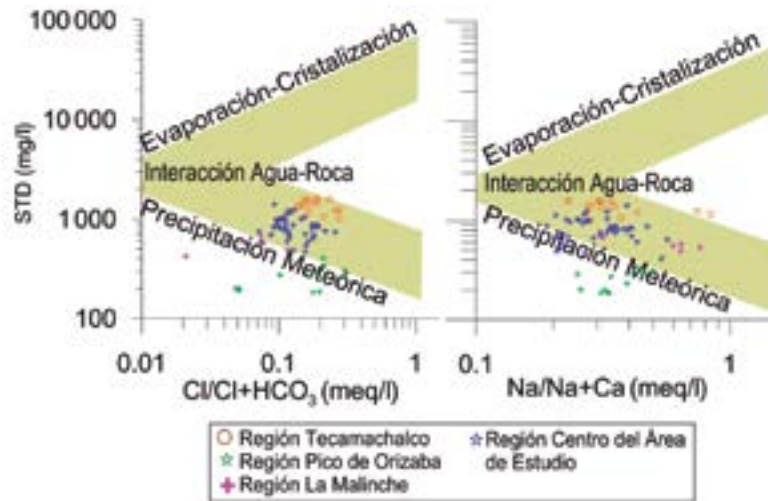 100 000
10 000
1 000
100
STD (mg/l)
Evaporación-Cristalización
Interacción Agua-Roca
Precipitación Meteórica
0.01
0.1
1
Cl/Cl+HCO₃ (meq/l)
Evaporación-Cristalización
Interacción Agua-Roca
Precipitación Meteórica
0.1
1
Na/Na+Ca (meq/l)
Región Tecamachalco
Región Pico de Orizaba
Región La Malinche
Región Centro del Área
de Estudio